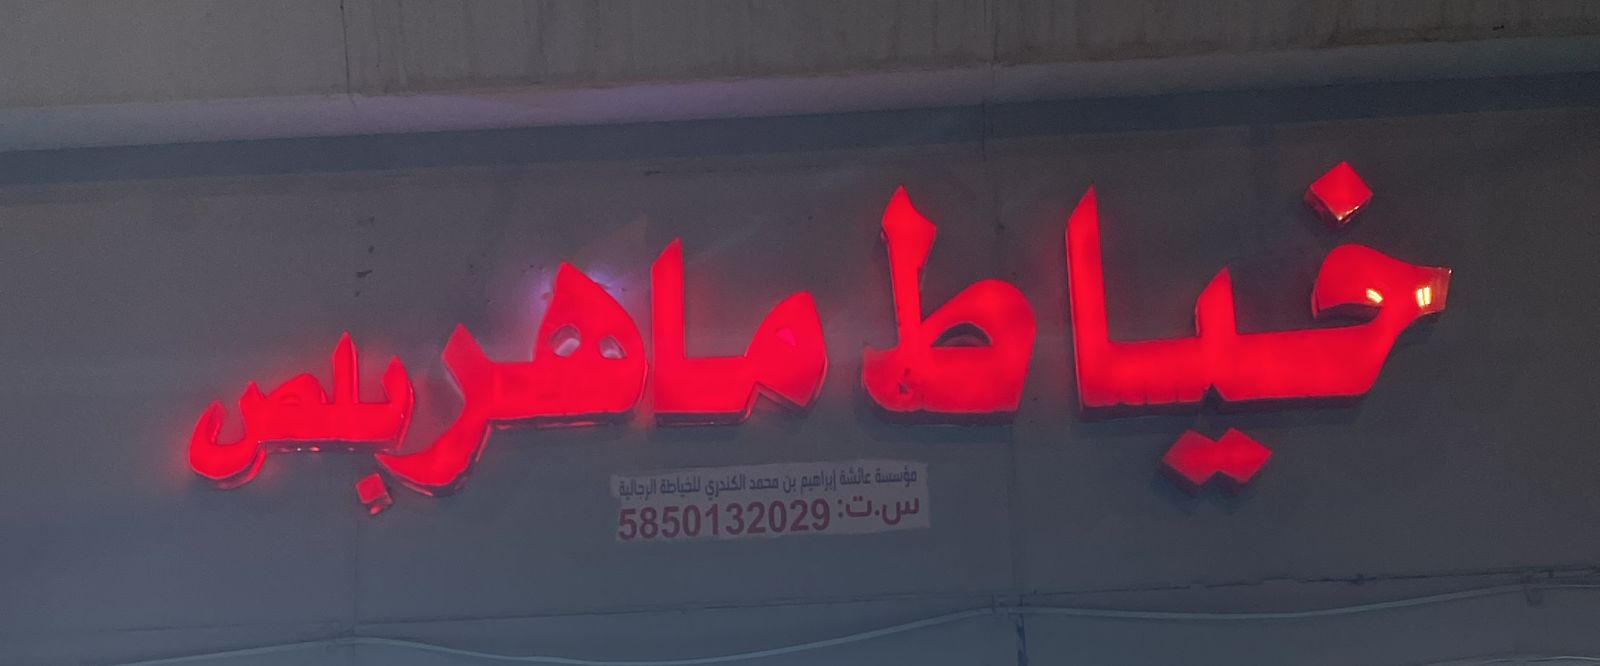 خياط ماهر بلص
مؤسسة عائشة إبراهيم بن محمد الكندري للخياطة الرجالية
س.ت: 5850132029